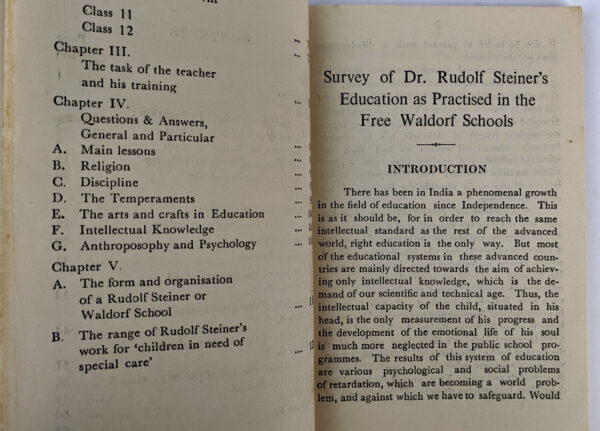 viii
Class 11
Class 12
Chapter III.
The task of the teacher
and his training
Chapter IV.
Questions & Answers,
General and Particular
A. Main lessons
B. Religion
C. Discipline
D. The Temperaments
E. The arts and crafts in Education
F. Intellectual Knowledge
G. Anthroposophy and Psychology
Chapter V.
A. The form and organisation
of a Rudolf Steiner or
Waldorf School
B. The range of Rudolf Steiner's
work for 'children in need of
special care'
Survey of Dr. Rudolf Steiner's
Education as Practised in the
Free Waldorf Schools
INTRODUCTION
There has been in India a phenomenal growth
in the field of education since Independence. This
is as it should be, for in order to reach the same
intellectual standard as the rest of the advanced
world, right education is the only way. But most
of the educational systems in these advanced coun-
tries are mainly directed towards the aim of achiev-
ing only intellectual knowledge, which is the de-
mand of our scientific and technical age. Thus, the
intellectual capacity of the child, situated in his
head, is the only measurement of his progress and
the development of the emotional life of his soul
is much more neglected in the public school pro-
grammes. The results of this system of education
are various psychological and social problems
of retardation, which are becoming a world prob-
lem, and against which we have to safeguard. Would